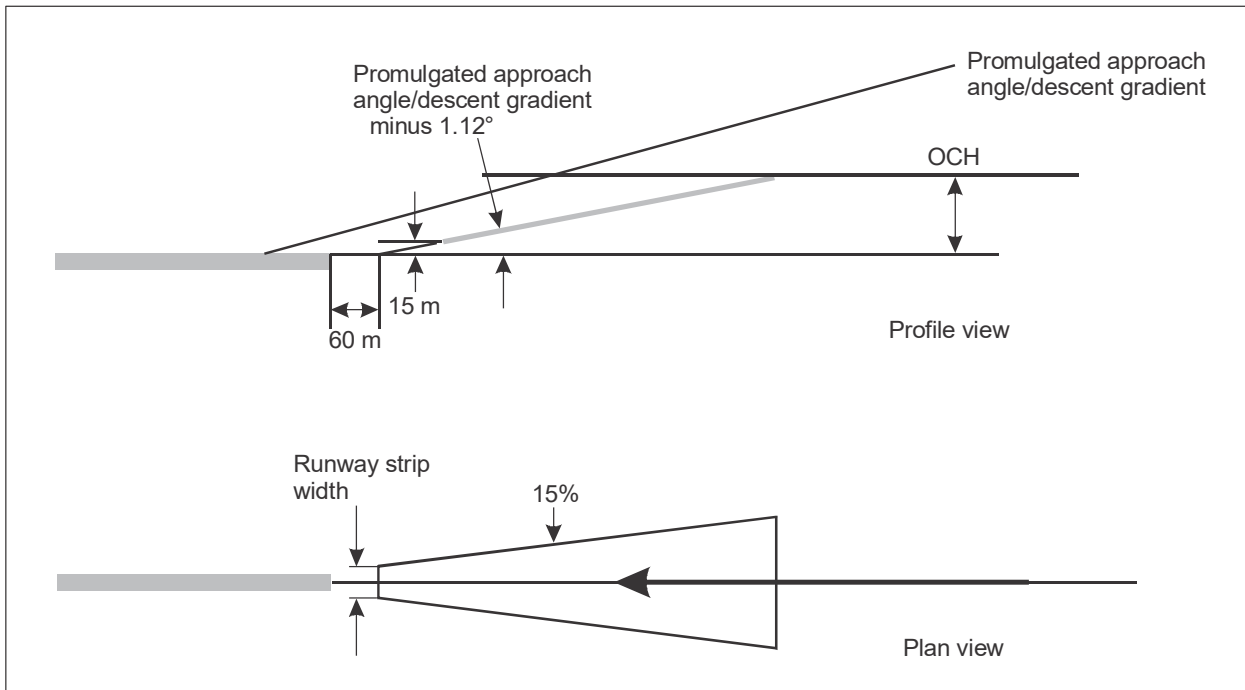 Promulgated approach
angle/descent gradient
minus 1.12°
Promulgated approach
angle/descent gradient
OCH
15 m
60 m
Profile view
Runway strip
width
15%
Plan view